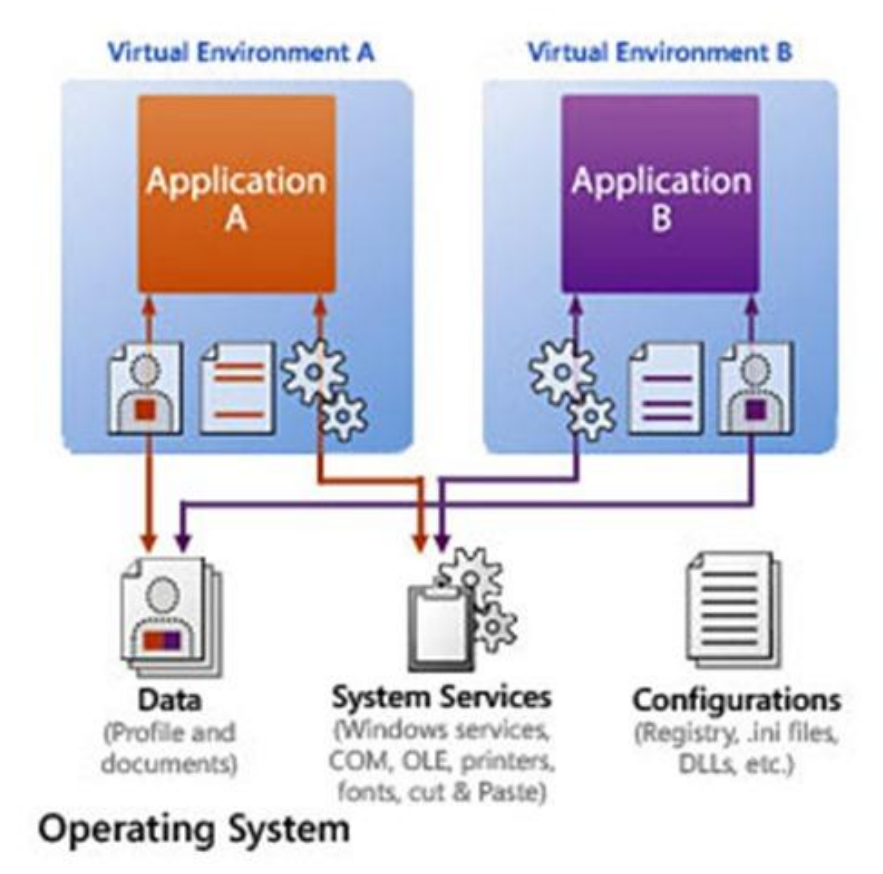 Virtual Environment A
Virtual Environment B
Application
A
Application
B
Data
(Profile and
documents)
System Services
(Windows services,
COM, OLE, printers,
fonts, cut & Paste)
Configurations
(Registry, .ini files,
DLLs, etc.)
Operating System